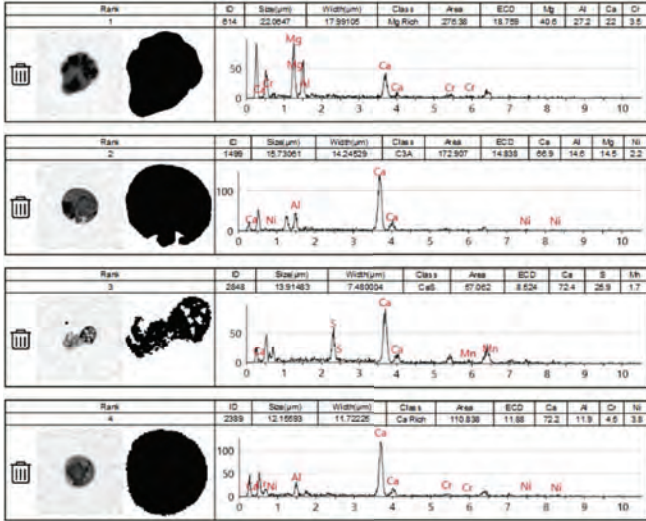 Rank ID Size(μm) Width(μm) Class Area ECD Mg Al Ca Cr
1 614 22.0647 17.99105 Mg Rich 276.38 18.759 40.6 27.2 22 3.5
Mg
Mg
Ca
50
Ca Cr Al Ca Cr Cr
0
0 1 2 3 4 5 6 7 8 9 10
Rank ID Size(μm) Width(μm) Class Area ECD Ca Al Mg Ni
2 1499 15.73061 14.24529 C3A 172.907 14.838 66.9 14.6 14.5 2.2
Ca
100
Al
Ca Ni Ca Ni Ni
0
0 1 2 3 4 5 6 7 8 9 10
Rank ID Size(μm) Width(μm) Class Area ECD Ca S Mn
3 2848 13.91483 7.480004 CaS 57.062 8.524 72.4 25.9 1.7
Ca
S
50
Ca S Ca Mn Mn
0
0 1 2 3 4 5 6 7 8 9 10
Rank ID Size(μm) Width(μm) Class Area ECD Ca Al Cr Ni
4 2389 12.15593 11.72225 Ca Rich 110.838 11.88 72.2 11.9 4.6 3.8
Ca
100
50
Al Ca
Ca Ni Cr Cr Ni Ni
0
0 1 2 3 4 5 6 7 8 9 10